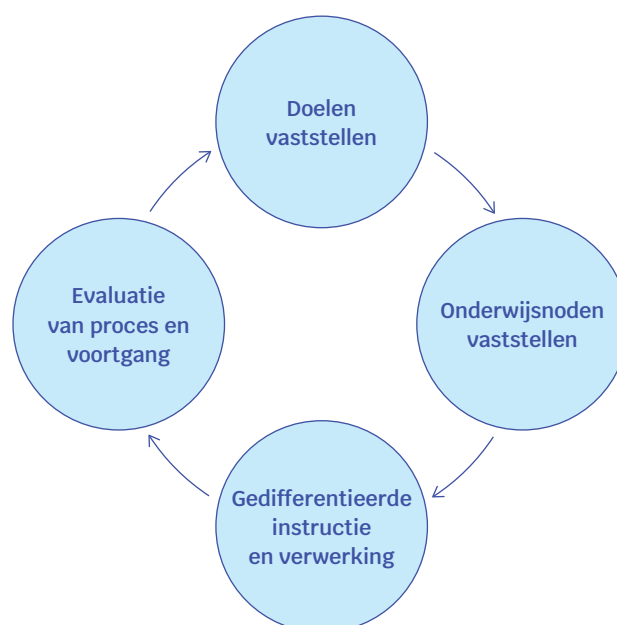 Doelen
vaststellen
Onderwijsnoden
vaststellen
Gedifferentieerde
instructie
en verwerking
Evaluatie
van proces en
voortgang